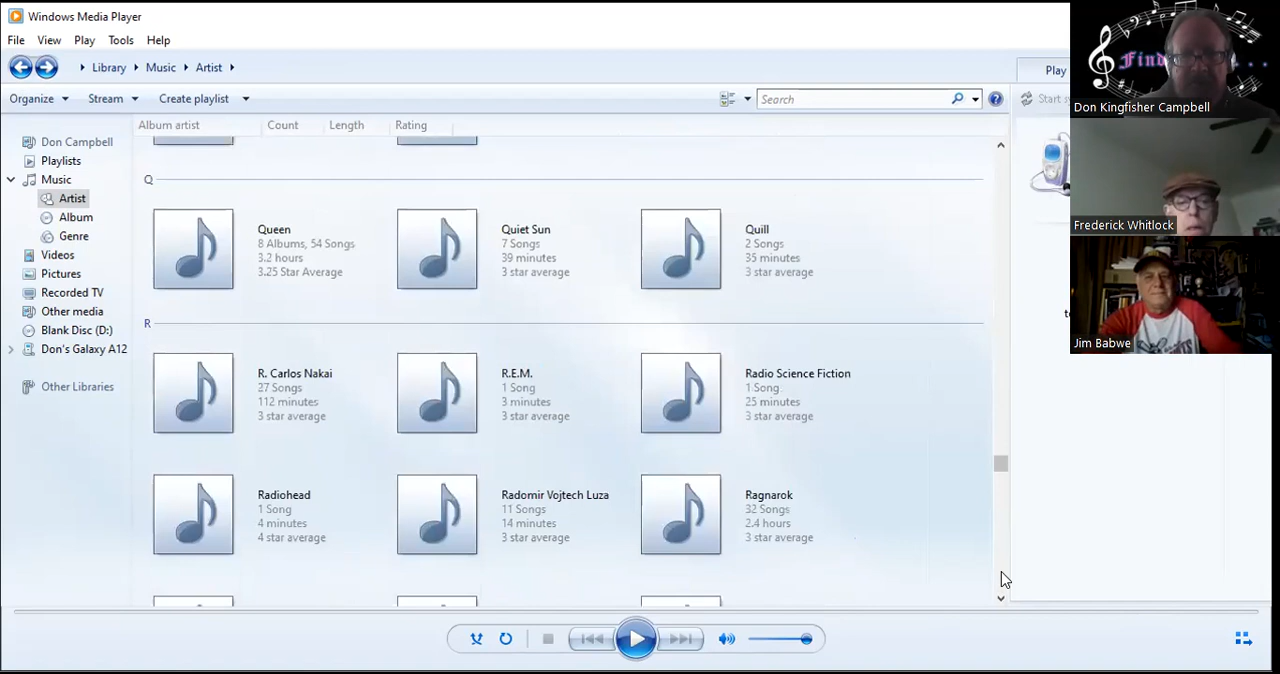 Windows Media Player
File View Play Tools Help
Library Music Artist
Play
Organize Stream Create playlist
Search
Start
Album artist Count Length Rating
Don Campbell
Playlists
Music
Artist
Album
Genre
Videos
Pictures
Recorded TV
Other media
Blank Disc (D:)
Don's Galaxy A12
Other Libraries
Q
Queen
8 Albums, 54 Songs
3.2 hours
3.25 Star Average
Quiet Sun
7 Songs
39 minutes
3 star average
Quill
2 Songs
35 minutes
3 star average
R
R. Carlos Nakai
27 Songs
112 minutes
3 star average
R.E.M.
1 Song
3 minutes
3 star average
Radio Science Fiction
1 Song
25 minutes
3 star average
Radiohead
1 Song
4 minutes
4 star average
Radomir Vojtech Luza
11 Songs
14 minutes
3 star average
Ragnarok
32 Songs
2.4 hours
3 star average
Find
Don Kingfisher Campbell
Frederick Whitlock
Jim Babwe